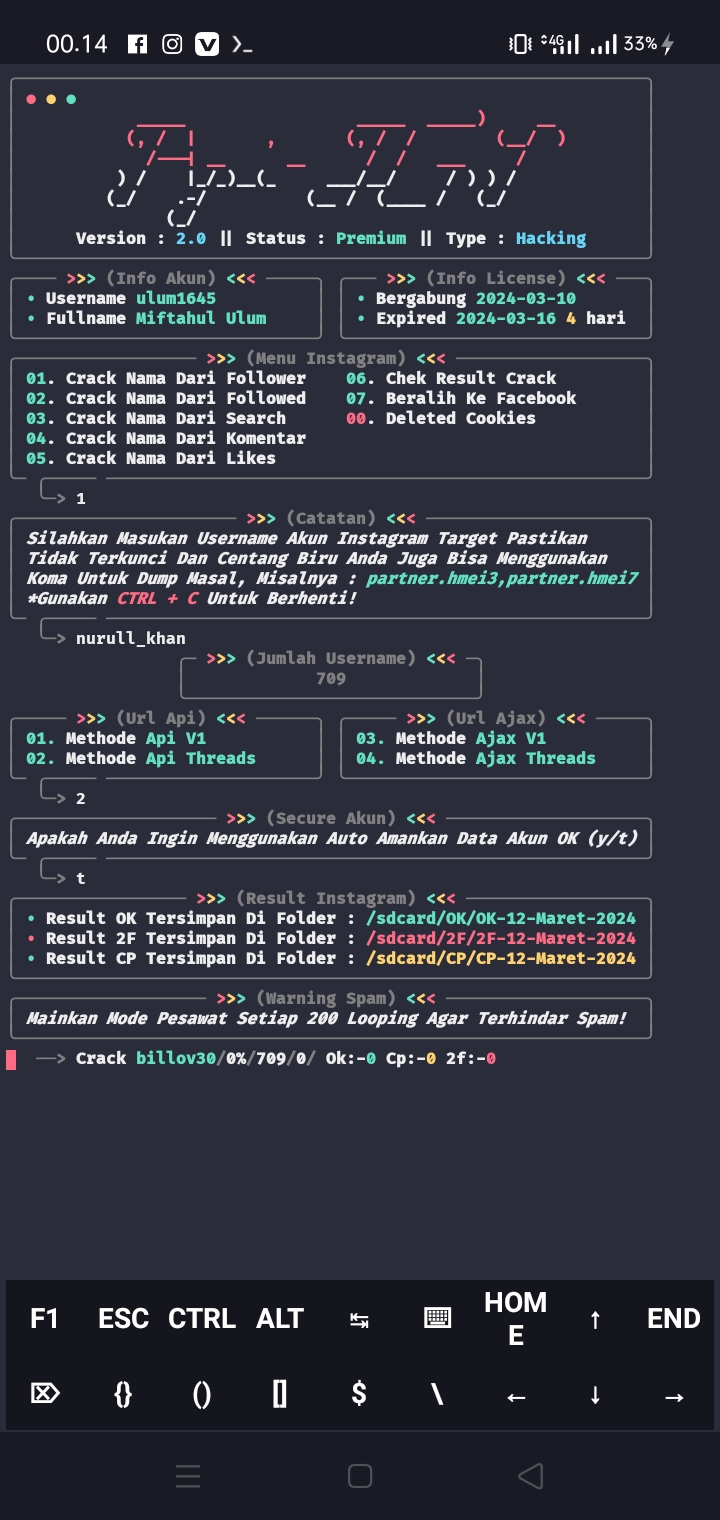 00.14 4G 33%
Version : 2.0 || Status : Premium || Type : Hacking
>>> (Info Akun) <<< >>> (Info License) <<<
• Username ulum1645 • Bergabung 2024-03-10
• Fullname Miftahul Ulum • Expired 2024-03-16 4 hari
>>> (Menu Instagram) <<<
01. Crack Nama Dari Follower 06. Chek Result Crack
02. Crack Nama Dari Followed 07. Beralih Ke Facebook
03. Crack Nama Dari Search 00. Deleted Cookies
04. Crack Nama Dari Komentar
05. Crack Nama Dari Likes
╰─> 1
>>> (Catatan) <<<
Silahkan Masukan Username Akun Instagram Target Pastikan
Tidak Terkunci Dan Centang Biru Anda Juga Bisa Menggunakan
Koma Untuk Dump Masal, Misalnya : partner.hmei3,partner.hmei7
*Gunakan CTRL + C Untuk Berhenti!
╰─> nurull_khan
>>> (Jumlah Username) <<<
709
>>> (Url Api) <<< >>> (Url Ajax) <<<
01. Methode Api V1 03. Methode Ajax V1
02. Methode Api Threads 04. Methode Ajax Threads
╰─> 2
>>> (Secure Akun) <<<
Apakah Anda Ingin Menggunakan Auto Amankan Data Akun OK (y/t)
╰─> t
>>> (Result Instagram) <<<
• Result OK Tersimpan Di Folder : /sdcard/OK/OK-12-Maret-2024
• Result 2F Tersimpan Di Folder : /sdcard/2F/2F-12-Maret-2024
• Result CP Tersimpan Di Folder : /sdcard/CP/CP-12-Maret-2024
>>> (Warning Spam) <<<
Mainkan Mode Pesawat Setiap 200 Looping Agar Terhindar Spam!
──> Crack billov30/0%/709/0/ Ok:-0 Cp:-0 2f:-0
F1 ESC CTRL ALT ↹ ⌨ HOME ↑ END
⌦ {} () [] $ \ ← ↓ →